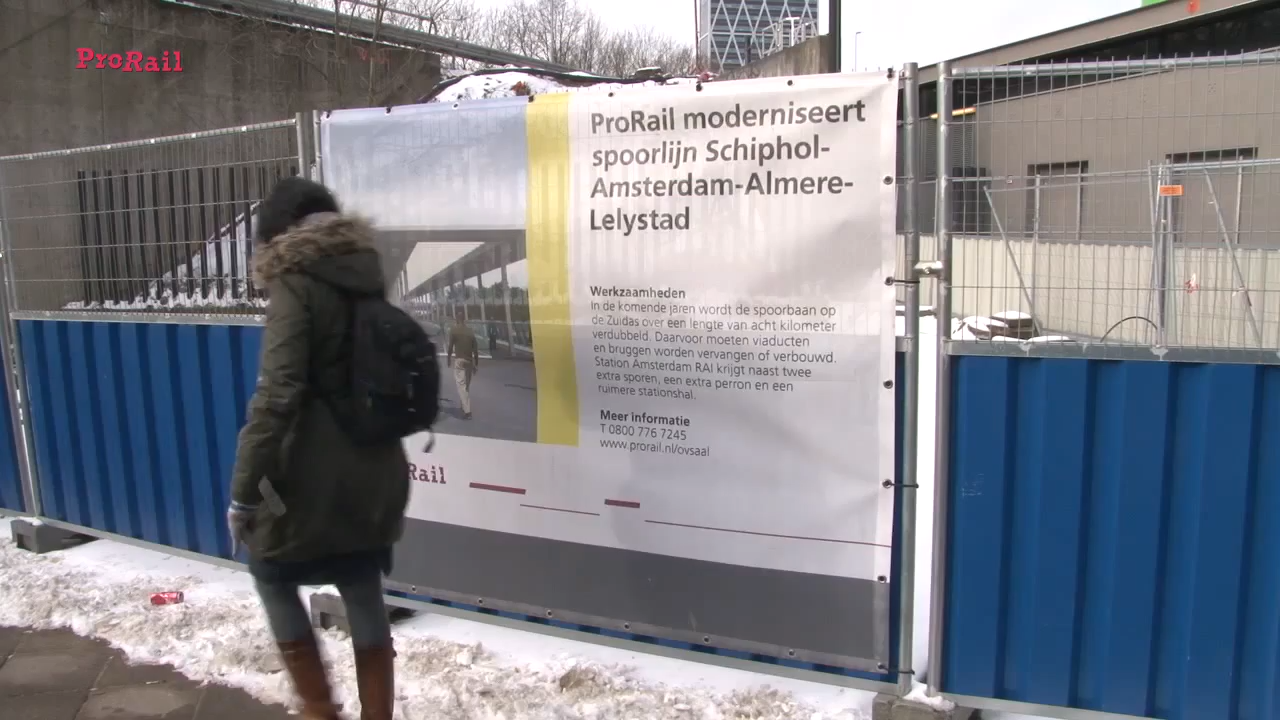 ProRail
ProRail moderniseert
spoorlijn Schiphol-
Amsterdam-Almere-
Lelystad
Werkzaamheden
In de komende jaren wordt de spoorbaan op
de Zuidas over een lengte van acht kilometer
verdubbeld. Daarvoor moeten viaducten
en bruggen worden vervangen of verbouwd.
Station Amsterdam RAI krijgt naast twee
extra sporen, een extra perron en een
ruimere stationshal.
Meer informatie
T 0800 776 7245
www.prorail.nl/ovsaal
Rail